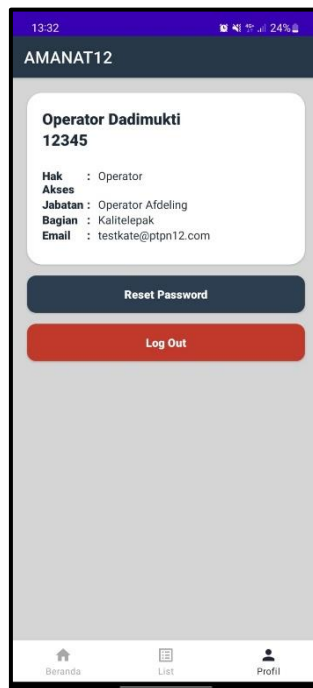 13:32
24%
AMANAT12
Operator Dadimukti
12345
Hak Akses : Operator
Jabatan : Operator Afdeling
Bagian : Kalitelepak
Email : testkate@ptpn12.com
Reset Password
Log Out
Beranda
List
Profil